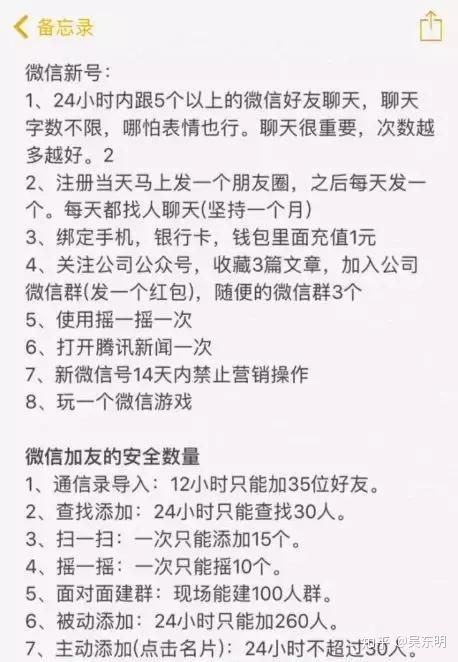 备忘录
微信新号：
1、24小时内跟5个以上的微信好友聊天，聊天
字数不限，哪怕表情也行。聊天很重要，次数越
多越好。2
2、注册当天马上发一个朋友圈，之后每天发一
个。每天都找人聊天(坚持一个月)
3、绑定手机，银行卡，钱包里面充值1元
4、关注公司公众号，收藏3篇文章，加入公司
微信群(发一个红包)，随便的微信群3个
5、使用摇一摇一次
6、打开腾讯新闻一次
7、新微信号14天内禁止营销操作
8、玩一个微信游戏
微信加友的安全数量
1、通信录导入：12小时只能加35位好友。
2、查找添加：24小时只能查找30人。
3、扫一扫：一次只能添加15个。
4、摇一摇：一次只能摇10个。
5、面对面建群：现场能建100人群。
6、被动添加：24小时只能加260人。
7、主动添加(点击名片)：24小时不超过30人。
知乎 @吴东明